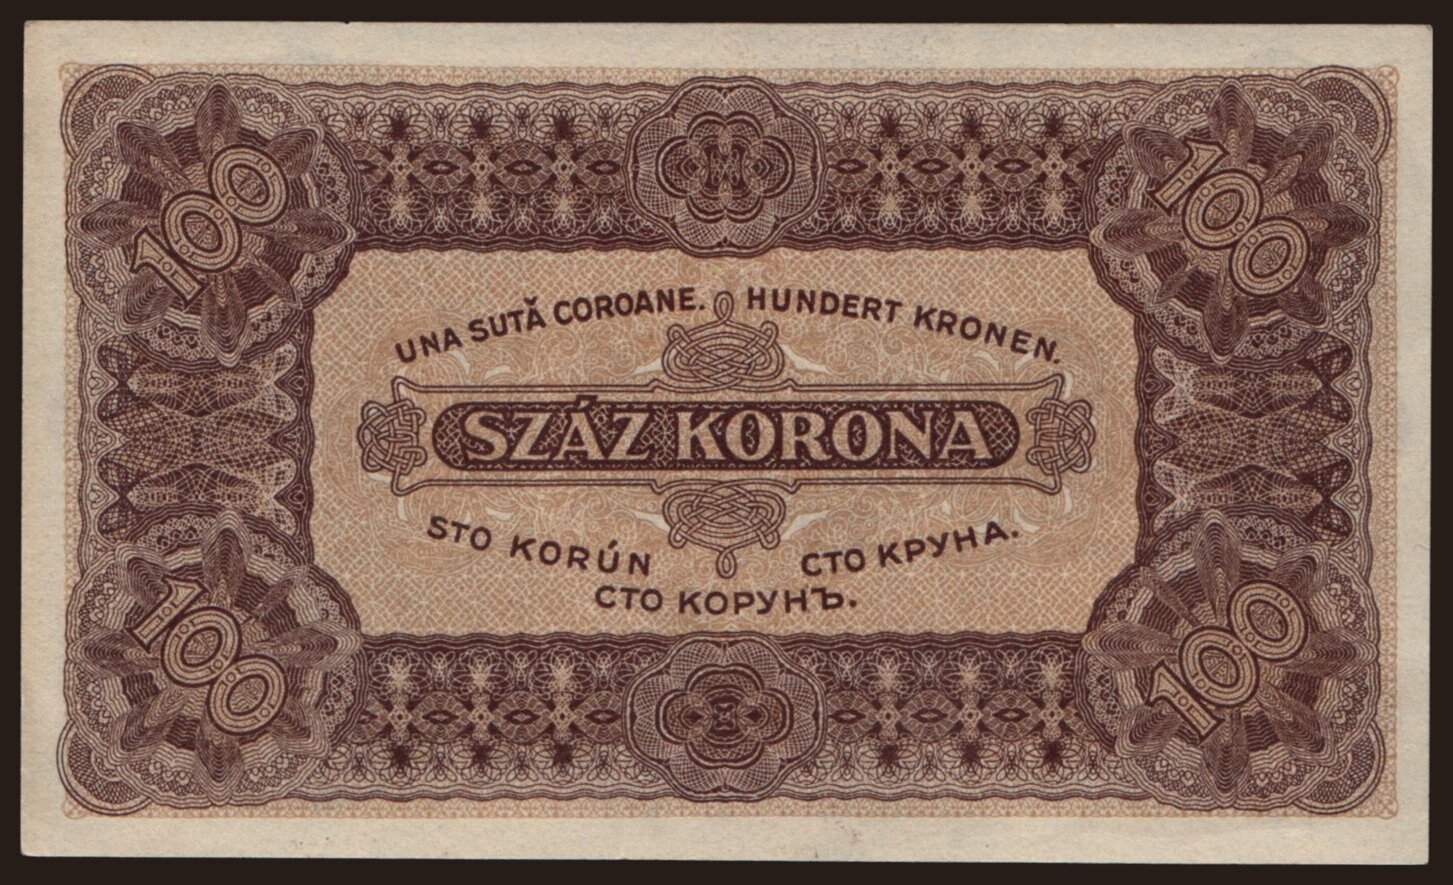 100
100
UNA SUTĂ COROANE. HUNDERT KRONEN.
SZÁZ KORONA
STO KORÚN
СТО КРУНА.
СТО КОРУНЪ.
100
100